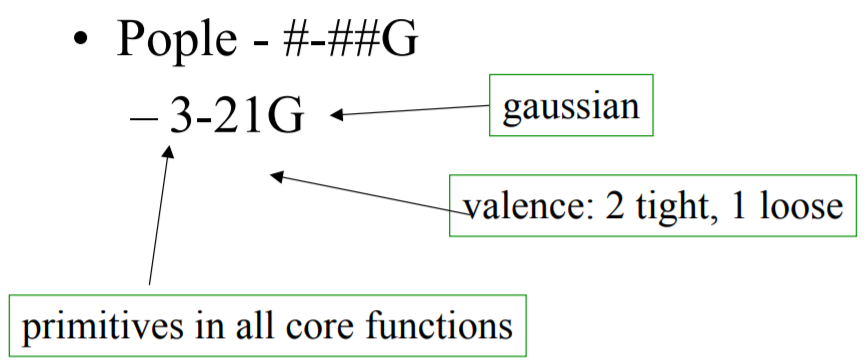 • Pople - #-##G
– 3-21G
gaussian
valence: 2 tight, 1 loose
primitives in all core functions